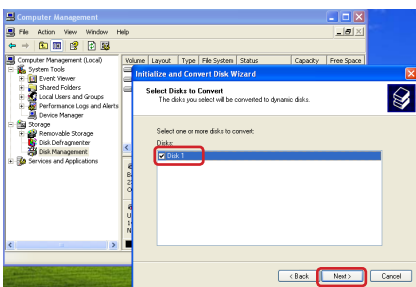 Computer Management
File Action View Window Help
Computer Management (Local)
System Tools
Event Viewer
Shared Folders
Local Users and Groups
Performance Logs and Alerts
Device Manager
Storage
Removable Storage
Disk Defragmenter
Disk Management
Services and Applications
Volume Layout Type File System Status Capacity Free Space
Initialize and Convert Disk Wizard
Select Disks to Convert
The disks you select will be converted to dynamic disks.
Select one or more disks to convert:
Disks:
Disk 1
< Back Next > Cancel